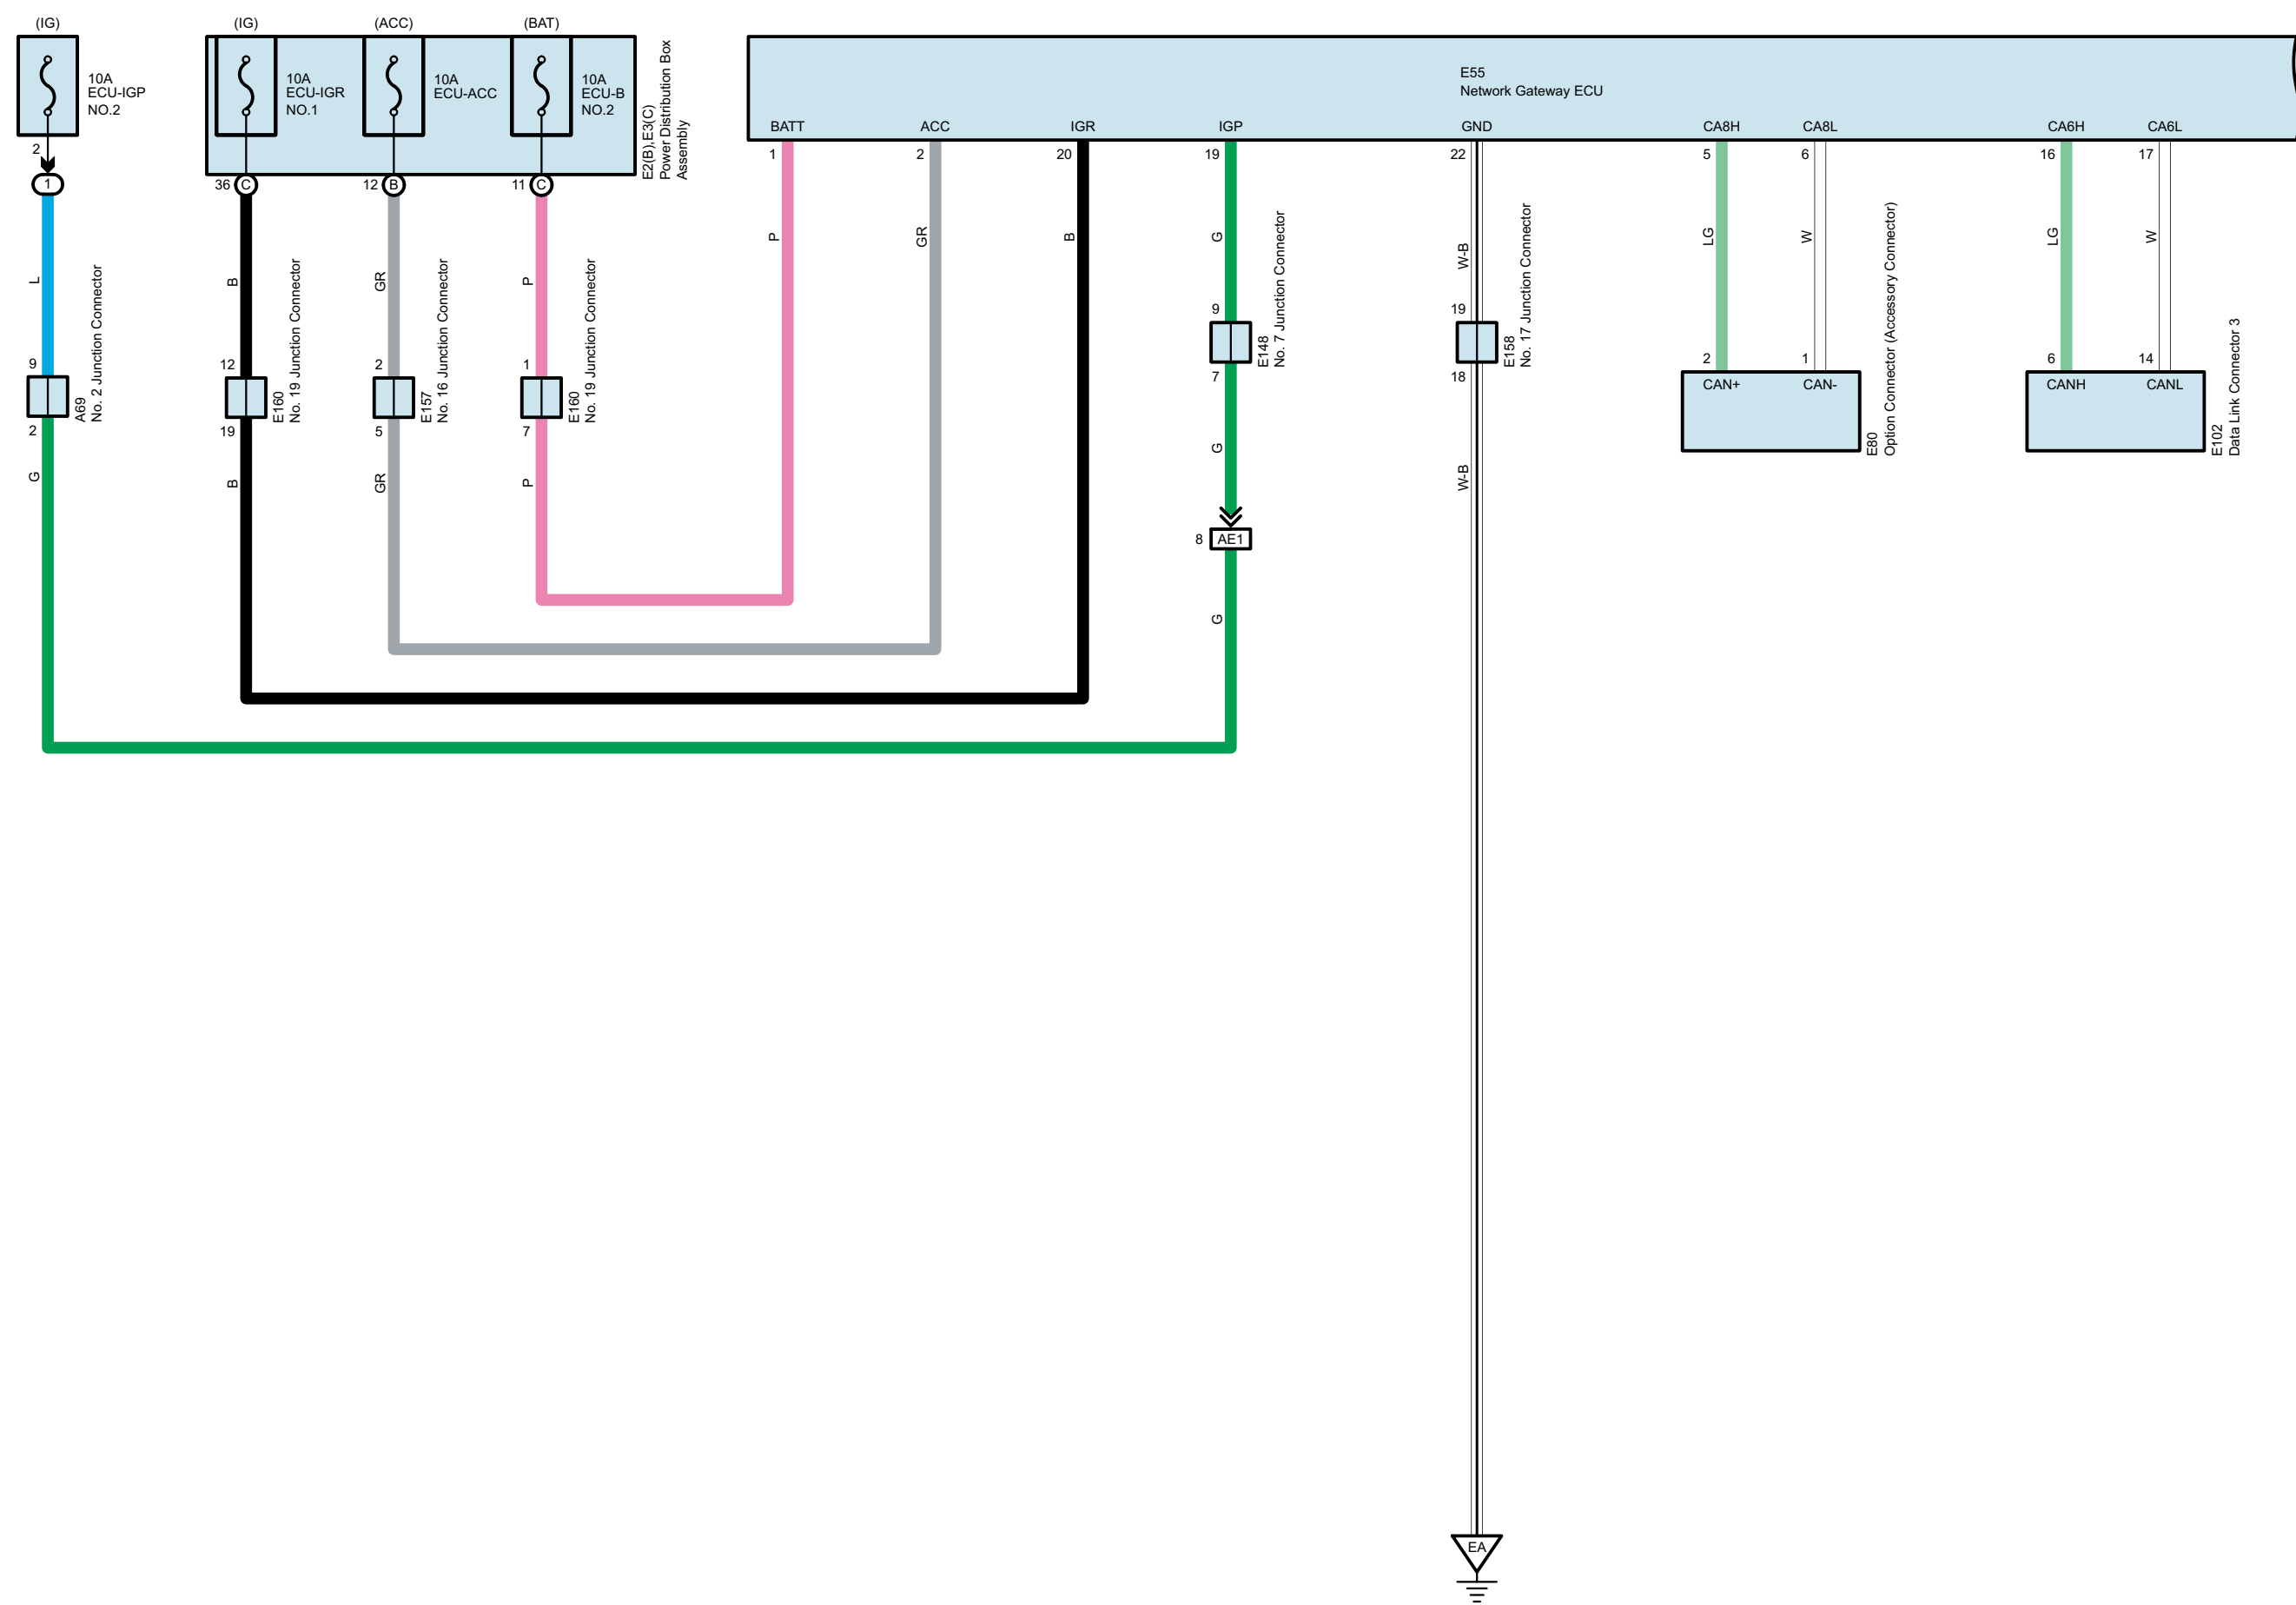 (IG)
(IG)
(ACC)
(BAT)
10A
ECU-IGP
NO.2
10A
ECU-IGR
NO.1
10A
ECU-ACC
10A
ECU-B
NO.2
E2(B),E3(C)
Power Distribution Box
Assembly
E55
Network Gateway ECU
BATT
ACC
IGR
IGP
GND
CA8H
CA8L
CA6H
CA6L
2
1
36
C
12
B
11
C
1
2
20
19
22
5
6
16
17
L
B
GR
P
P
GR
B
G
W-B
LG
W
LG
W
9
A69
No. 2 Junction Connector
2
12
E160
No. 19 Junction Connector
19
2
E157
No. 16 Junction Connector
5
1
E160
No. 19 Junction Connector
7
9
E148
No. 7 Junction Connector
7
19
E158
No. 17 Junction Connector
18
2
1
CAN+
CAN-
E80
Option Connector (Accessory Connector)
6
14
CANH
CANL
E102
Data Link Connector 3
G
B
GR
P
G
W-B
8
AE1
G
EA